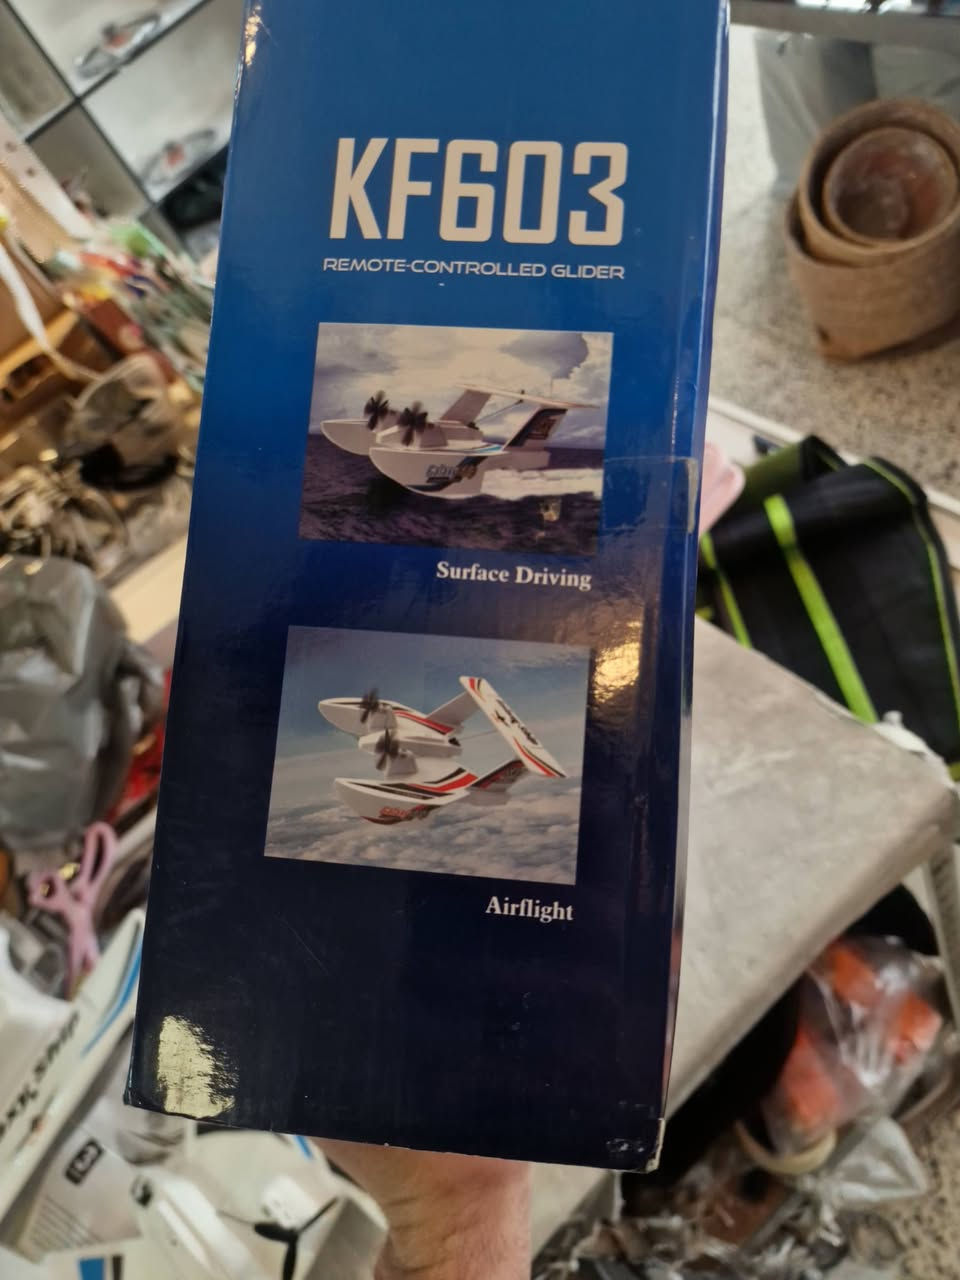 KF603
REMOTE-CONTROLLED GLIDER
Surface Driving
Airflight